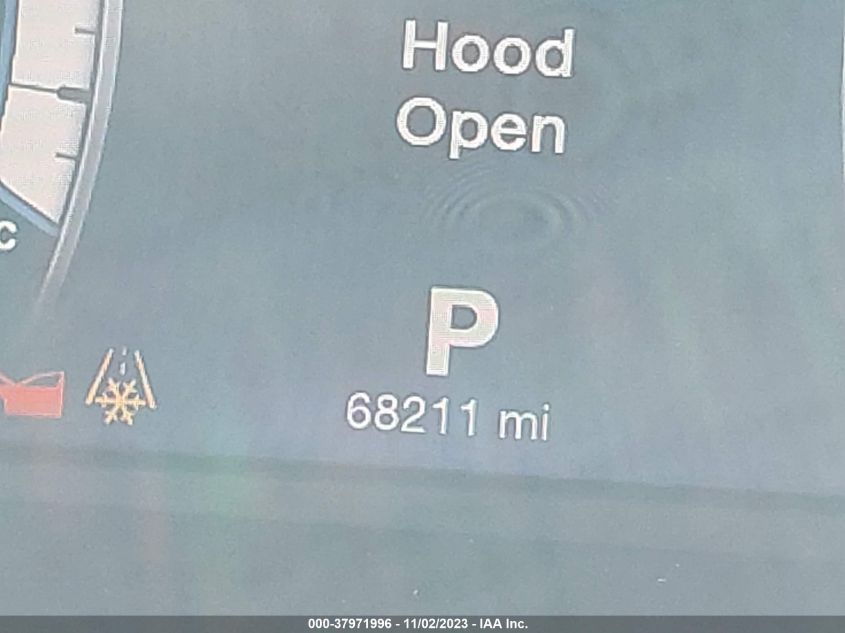 Hood
Open
C
P
68211 mi
000-37971996 - 11/02/2023 - IAA Inc.